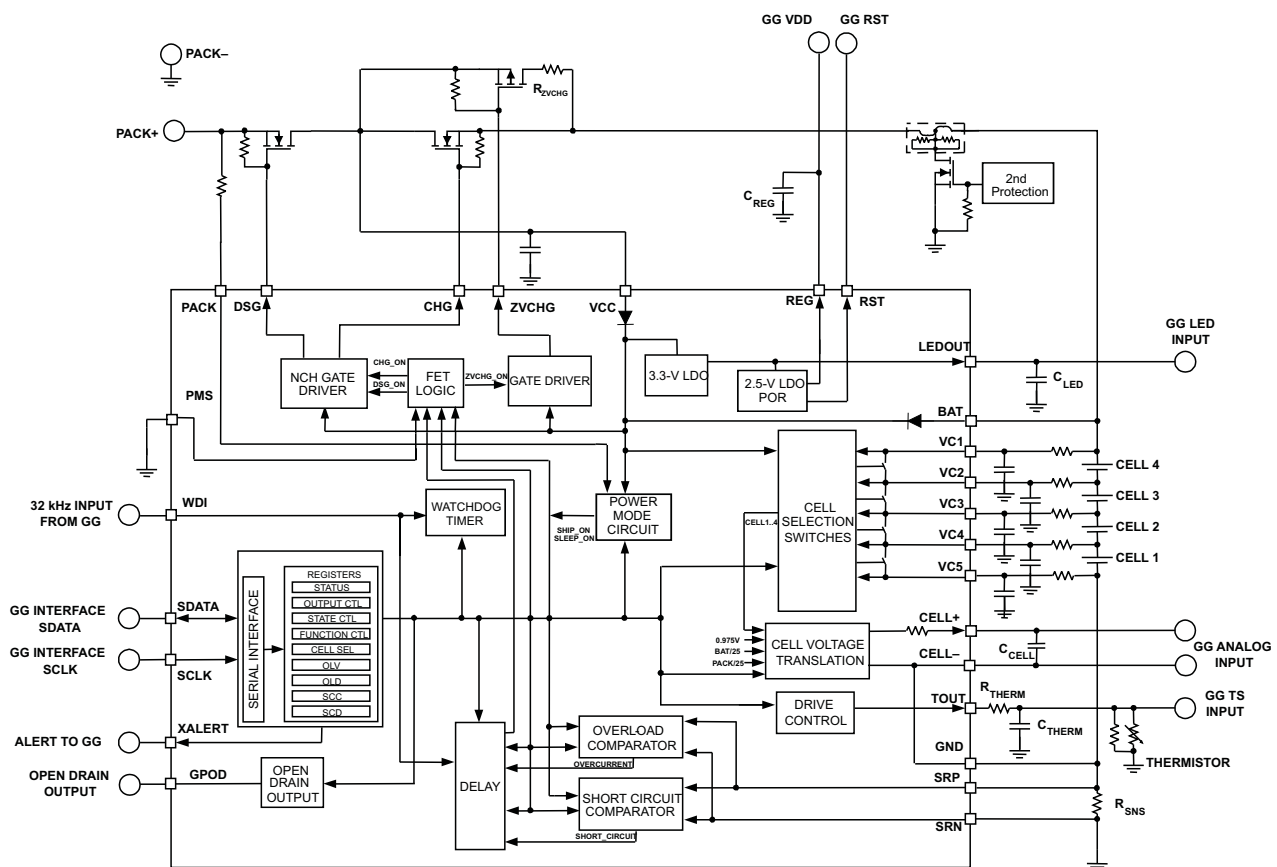 GG VDD
GG RST
PACK–
R ZVCHG
PACK+
C REG
2nd
Protection
PACK
DSG
CHG
ZVCHG
VCC
REG
RST
GG LED
INPUT
LEDOUT
NCH GATE
DRIVER
CHG_ON
DSG_ON
FET
LOGIC
ZVCHG_ON
GATE DRIVER
3.3-V LDO
2.5-V LDO
POR
C LED
PMS
BAT
VC1
CELL 4
VC2
CELL 3
32 kHz INPUT
FROM GG
WDI
WATCHDOG
TIMER
SHIP_ON
SLEEP_ON
POWER
MODE
CIRCUIT
CELL1..4
CELL
SELECTION
SWITCHES
VC3
CELL 2
VC4
CELL 1
VC5
GG INTERFACE
SDATA
SDATA
GG INTERFACE
SCLK
SCLK
SERIAL INTERFACE
REGISTERS
STATUS
OUTPUT CTL
STATE CTL
FUNCTION CTL
CELL SEL
OLV
OLD
SCC
SCD
0.975V
BAT/25
PACK/25
CELL VOLTAGE
TRANSLATION
CELL+
CELL–
C CELL
GG ANALOG
INPUT
DRIVE
CONTROL
TOUT
R THERM
C THERM
GG TS
INPUT
THERMISTOR
ALERT TO GG
XALERT
OPEN DRAIN
OUTPUT
GPOD
OPEN
DRAIN
OUTPUT
DELAY
OVERLOAD
COMPARATOR
OVERCURRENT
SHORT CIRCUIT
COMPARATOR
SHORT_CIRCUIT
GND
SRP
SRN
R SNS